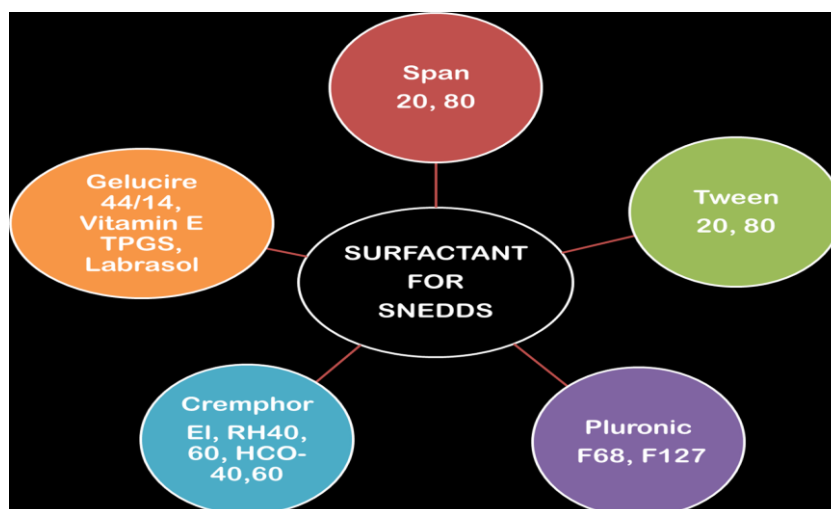 Span
20, 80
Gelucire
44/14,
Vitamin E
TPGS,
Labrasol
Tween
20, 80
SURFACTANT
FOR
SNEDDS
Cremphor
EI, RH40,
60, HCO-
40,60
Pluronic
F68, F127